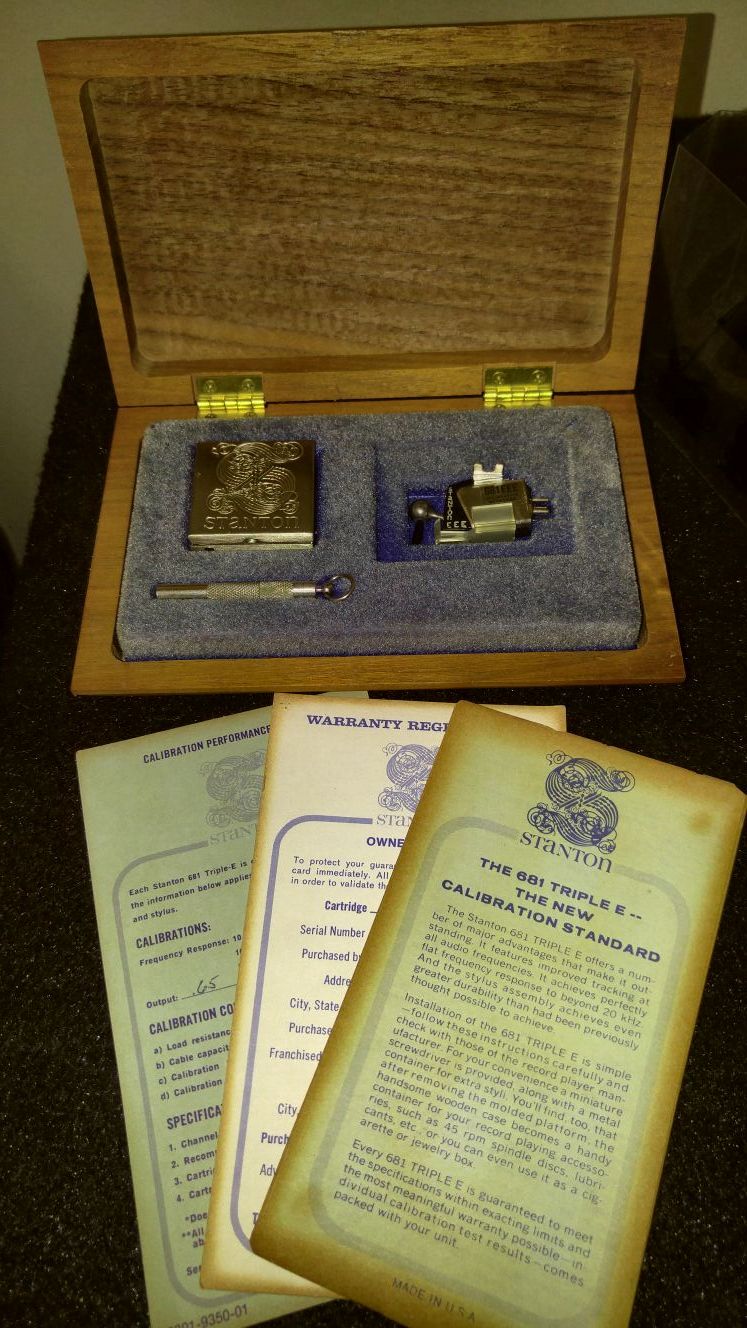 STANTON
681 EEE
CALIBRATION PERFORMANCE
STANTON
Each Stanton 681 Triple-E is
the information below applies
and stylus.
CALIBRATIONS:
Frequency Response: 10
Output: .65
CALIBRATION CO
a) Load resistance
b) Cable capacit
c) Calibration
d) Calibration
SPECIFICA
1. Channel
2. Recom
3. Cartri
4. Cart
*Doe
**All
ab
Se
-9350-01
WARRANTY REGI
STANTON
OWNE
To protect your guara
card immediately. All
in order to validate th
Cartridge
Serial Number
Purchased b
Addre
City, State
Purchase
Franchised
City,
Purch
Adv
STANTON
THE 681 TRIPLE E --
THE NEW
CALIBRATION STANDARD
The Stanton 681 TRIPLE E offers a num-
ber of major advantages that make it out-
standing. It features improved tracking at
all audio frequencies. It achieves perfectly
flat frequency response to beyond 20 kHz.
And the stylus assembly achieves even
greater durability than had been previously
thought possible to achieve.
Installation of the 681 TRIPLE E is simple
—follow these instructions carefully and
check with those of the record player man-
ufacturer. For your convenience a miniature
screwdriver is provided, along with a metal
container for extra styli. You'll find, too, that
after removing the molded platform, the
handsome wooden case becomes a handy
container for your record playing accesso-
ries, such as 45 rpm spindle discs, lubri-
cants, etc., or you can even use it as a cig-
arette or jewelry box.
Every 681 TRIPLE E is guaranteed to meet
the specifications within exacting limits and
the most meaningful warranty possible—in-
dividual calibration test results—comes
packed with your unit.
MADE IN U.S.A.